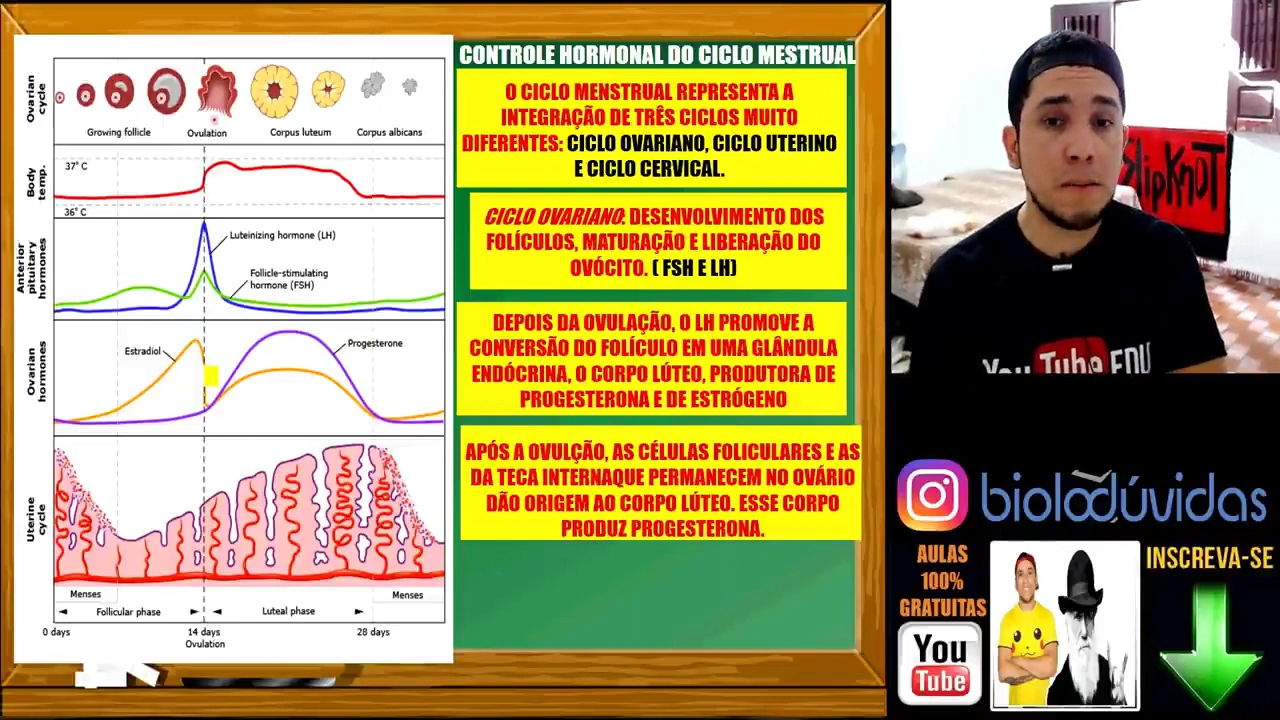 CONTROLE HORMONAL DO CICLO MESTRUAL
O CICLO MENSTRUAL REPRESENTA A
INTEGRAÇÃO DE TRÊS CICLOS MUITO
DIFERENTES: CICLO OVARIANO, CICLO UTERINO
E CICLO CERVICAL.
CICLO OVARIANO: DESENVOLVIMENTO DOS
FOLÍCULOS, MATURAÇÃO E LIBERAÇÃO DO
OVÓCITO. ( FSH E LH)
DEPOIS DA OVULAÇÃO, O LH PROMOVE A
CONVERSÃO DO FOLÍCULO EM UMA GLÂNDULA
ENDÓCRINA, O CORPO LÚTEO, PRODUTORA DE
PROGESTERONA E DE ESTRÓGENO
APÓS A OVULÇÃO, AS CÉLULAS FOLICULARES E AS
DA TECA INTERNAQUE PERMANECEM NO OVÁRIO
DÃO ORIGEM AO CORPO LÚTEO. ESSE CORPO
PRODUZ PROGESTERONA.
Ovarian
cycle
Growing follicle
Ovulation
Corpus luteum
Corpus albicans
Body
temp.
37° C
36° C
Anterior
pituitary
hormones
Luteinizing hormone (LH)
Follicle-stimulating
hormone (FSH)
Ovarian
hormones
Estradiol
Progesterone
Uterine
cycle
Menses
Menses
Follicular phase
Luteal phase
0 days
14 days
28 days
Ovulation
SlipKnoT
You Tube EDU
biolodúvidas
AULAS
100%
GRATUITAS
You
Tube
INSCREVA-SE